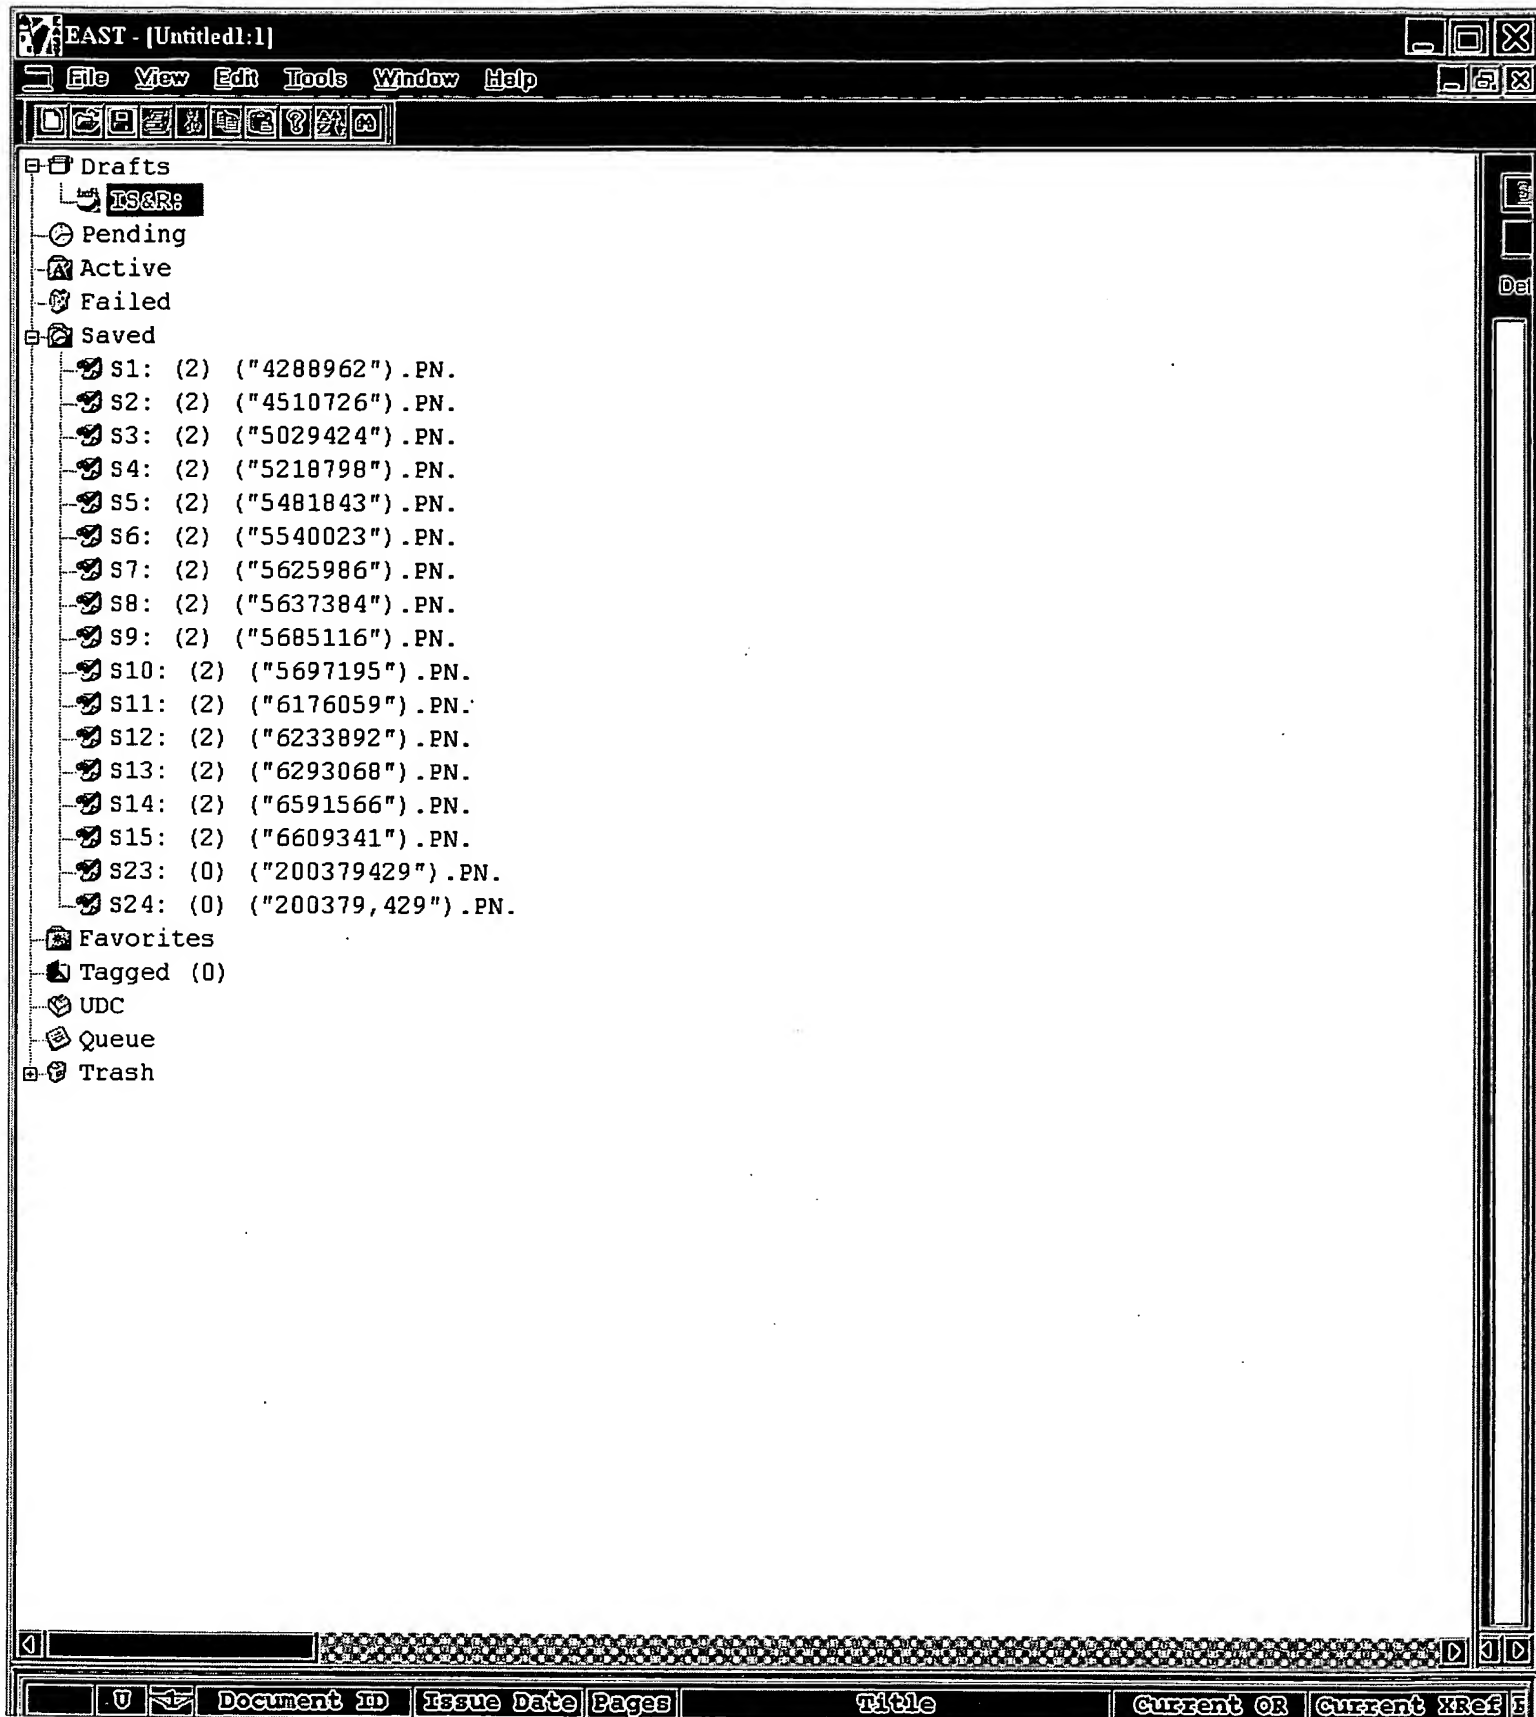 EAST - [Untitled1:1]
File View Edit Tools Window Help
Drafts
IS&R:
Pending
Active
Failed
Saved
S1: (2) ("4288962").PN.
S2: (2) ("4510726").PN.
S3: (2) ("5029424").PN.
S4: (2) ("5218798").PN.
S5: (2) ("5481843").PN.
S6: (2) ("5540023").PN.
S7: (2) ("5625986").PN.
S8: (2) ("5637384").PN.
S9: (2) ("5685116").PN.
S10: (2) ("5697195").PN.
S11: (2) ("6176059").PN.
S12: (2) ("6233892").PN.
S13: (2) ("6293068").PN.
S14: (2) ("6591566").PN.
S15: (2) ("6609341").PN.
S23: (0) ("200379429").PN.
S24: (0) ("200379,429").PN.
Favorites
Tagged (0)
UDC
Queue
Trash
U Document ID Issue Date Pages Title Current OR Current XRef